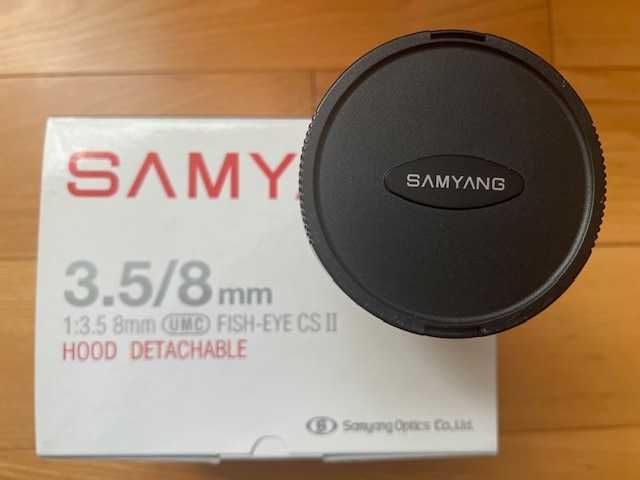 SAMY
SAMYANG
3.5/8mm
1:3.5 8mm UMC FISH-EYE CS II
HOOD DETACHABLE
Samyang Optics Co., Ltd.